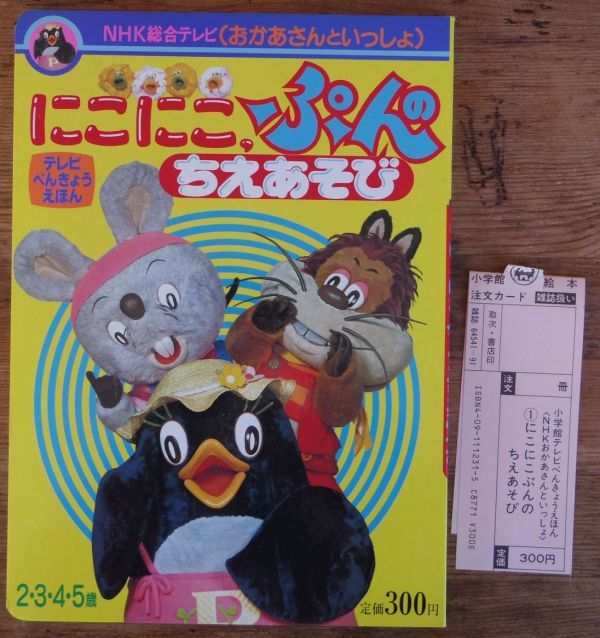 NHK総合テレビ(おかあさんといっしょ)
にこにこ、ぷんの
ちえあそび
テレビ
べんきょう
えほん
P
2・3・4・5歳
定価300円
小学館 絵本
注文カード 雑誌扱い
取次・書店印
雑誌 64541-91
注文 冊
ISBN4-09-111231-5 C8771 ¥300E
小学館テレビべんきょうえほん
〈NHKおかあさんといっしょ〉
①にこにこぷんの
ちえあそび
定価 300円